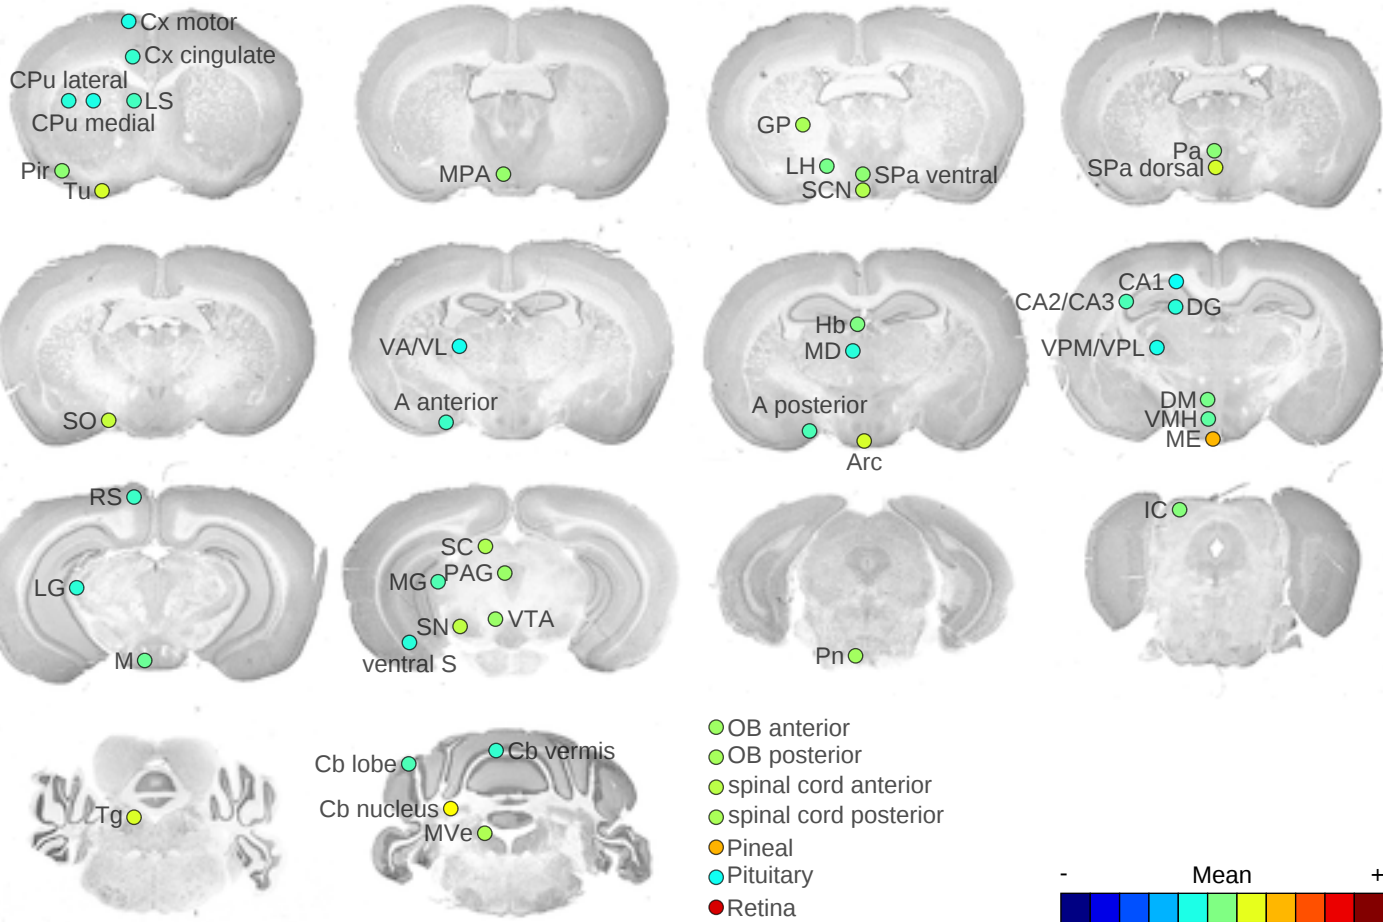 Cx motor
Cx cingulate
CPu lateral
LS
CPu medial
Pir
Tu
MPA
GP
LH
SPa ventral
SCN
Pa
SPa dorsal
SO
VA/VL
A anterior
Hb
MD
A posterior
Arc
CA1
CA2/CA3
DG
VPM/VPL
DM
VMH
ME
RS
LG
M
SC
MG
PAG
SN
VTA
ventral S
Pn
IC
Tg
Cb lobe
Cb vermis
Cb nucleus
MVe
OB anterior
OB posterior
spinal cord anterior
spinal cord posterior
Pineal
Pituitary
Retina
- Mean +